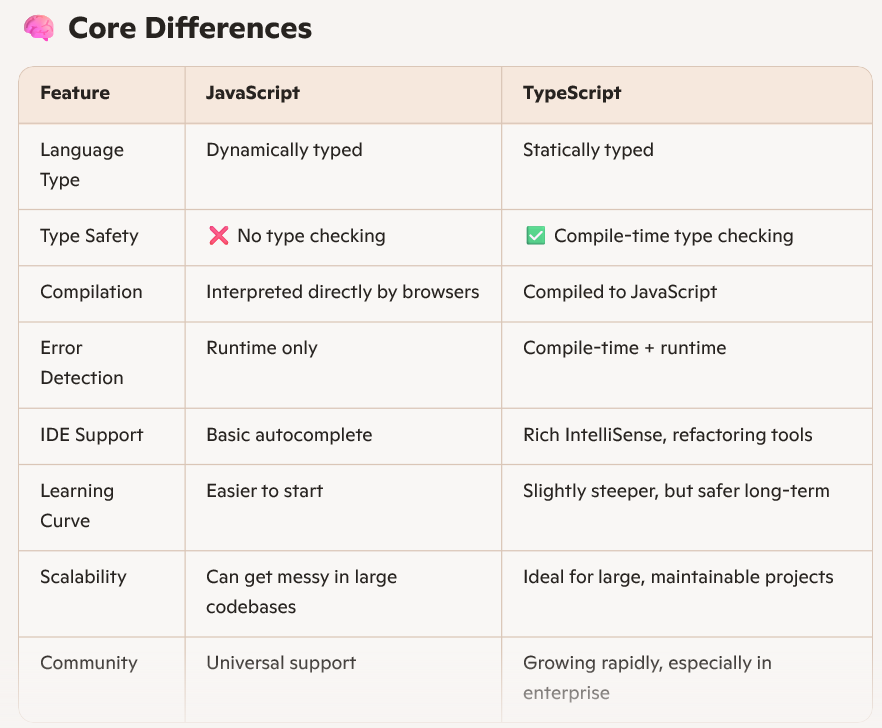 🧠 Core Differences
Feature JavaScript TypeScript
Language Dynamically typed Statically typed
Type
Type Safety ❌ No type checking ✅ Compile-time type checking
Compilation Interpreted directly by browsers Compiled to JavaScript
Error Runtime only Compile-time + runtime
Detection
IDE Support Basic autocomplete Rich IntelliSense, refactoring tools
Learning Easier to start Slightly steeper, but safer long-term
Curve
Scalability Can get messy in large Ideal for large, maintainable projects
codebases
Community Universal support Growing rapidly, especially in
enterprise